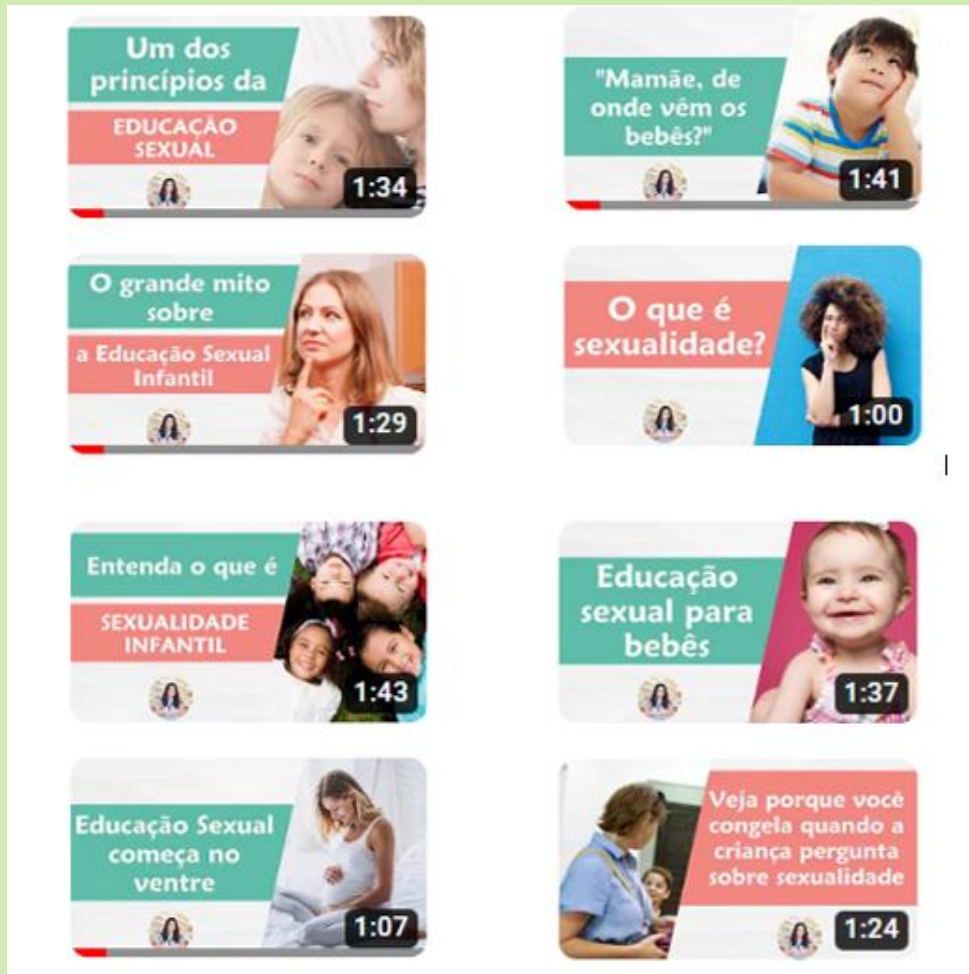 Um dos
princípios da
EDUCAÇÃO
SEXUAL
1:34
"Mamãe, de
onde vêm os
bebês?"
1:41
O grande mito
sobre
a Educação Sexual
Infantil
1:29
O que é
sexualidade?
1:00
Entenda o que é
SEXUALIDADE
INFANTIL
1:43
Educação
sexual para
bebês
1:37
Educação Sexual
começa no
ventre
1:07
Veja porque você
congela quando a
criança pergunta
sobre sexualidade
1:24